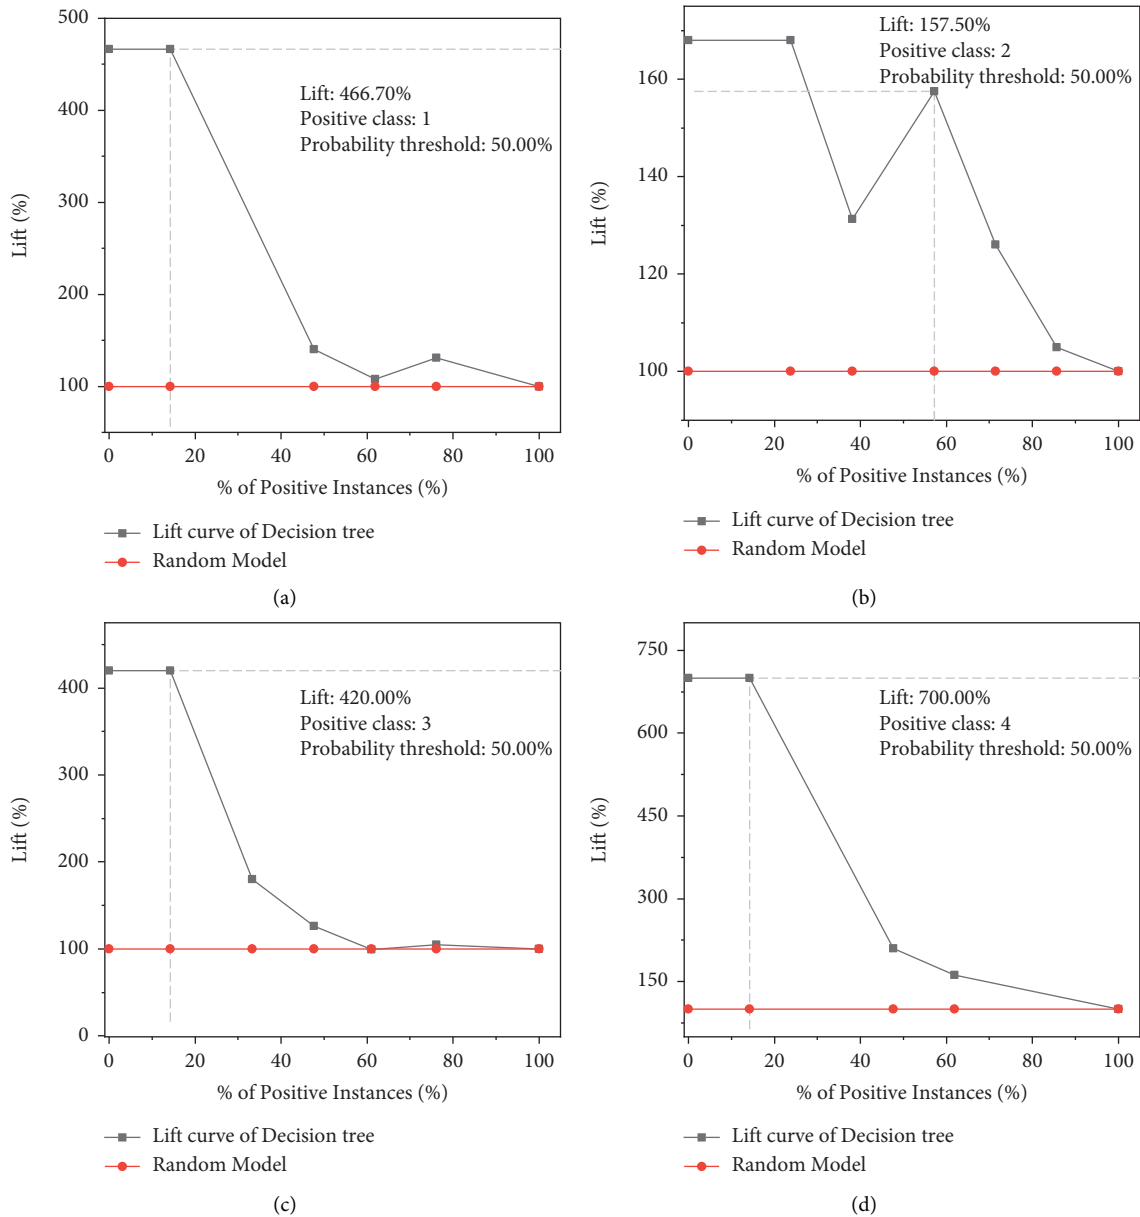 500
400
300
200
100
Lift (%)
Lift: 466.70%
Positive class: 1
Probability threshold: 50.00%
0 20 40 60 80 100
% of Positive Instances (%)
Lift curve of Decision tree
Random Model
(a)
160
140
120
100
Lift (%)
Lift: 157.50%
Positive class: 2
Probability threshold: 50.00%
0 20 40 60 80 100
% of Positive Instances (%)
Lift curve of Decision tree
Random Model
(b)
400
300
200
100
0
Lift (%)
Lift: 420.00%
Positive class: 3
Probability threshold: 50.00%
0 20 40 60 80 100
% of Positive Instances (%)
Lift curve of Decision tree
Random Model
(c)
750
600
450
300
150
Lift (%)
Lift: 700.00%
Positive class: 4
Probability threshold: 50.00%
0 20 40 60 80 100
% of Positive Instances (%)
Lift curve of Decision tree
Random Model
(d)